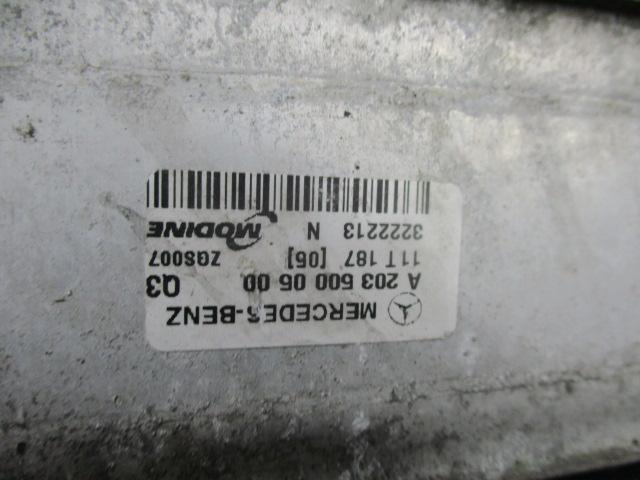 MERCEDES-BENZ
A 203 500 05 00 Q3
11T 187 [05] ZGS007
3222213 N MODINE